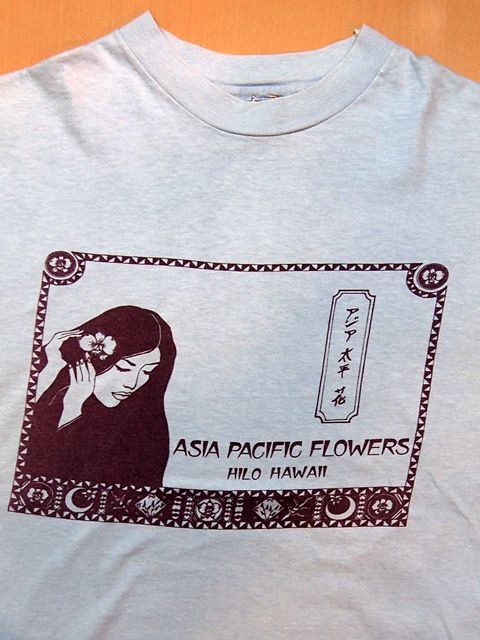 アジア 太平 花
ASIA PACIFIC FLOWERS
HILO HAWAII